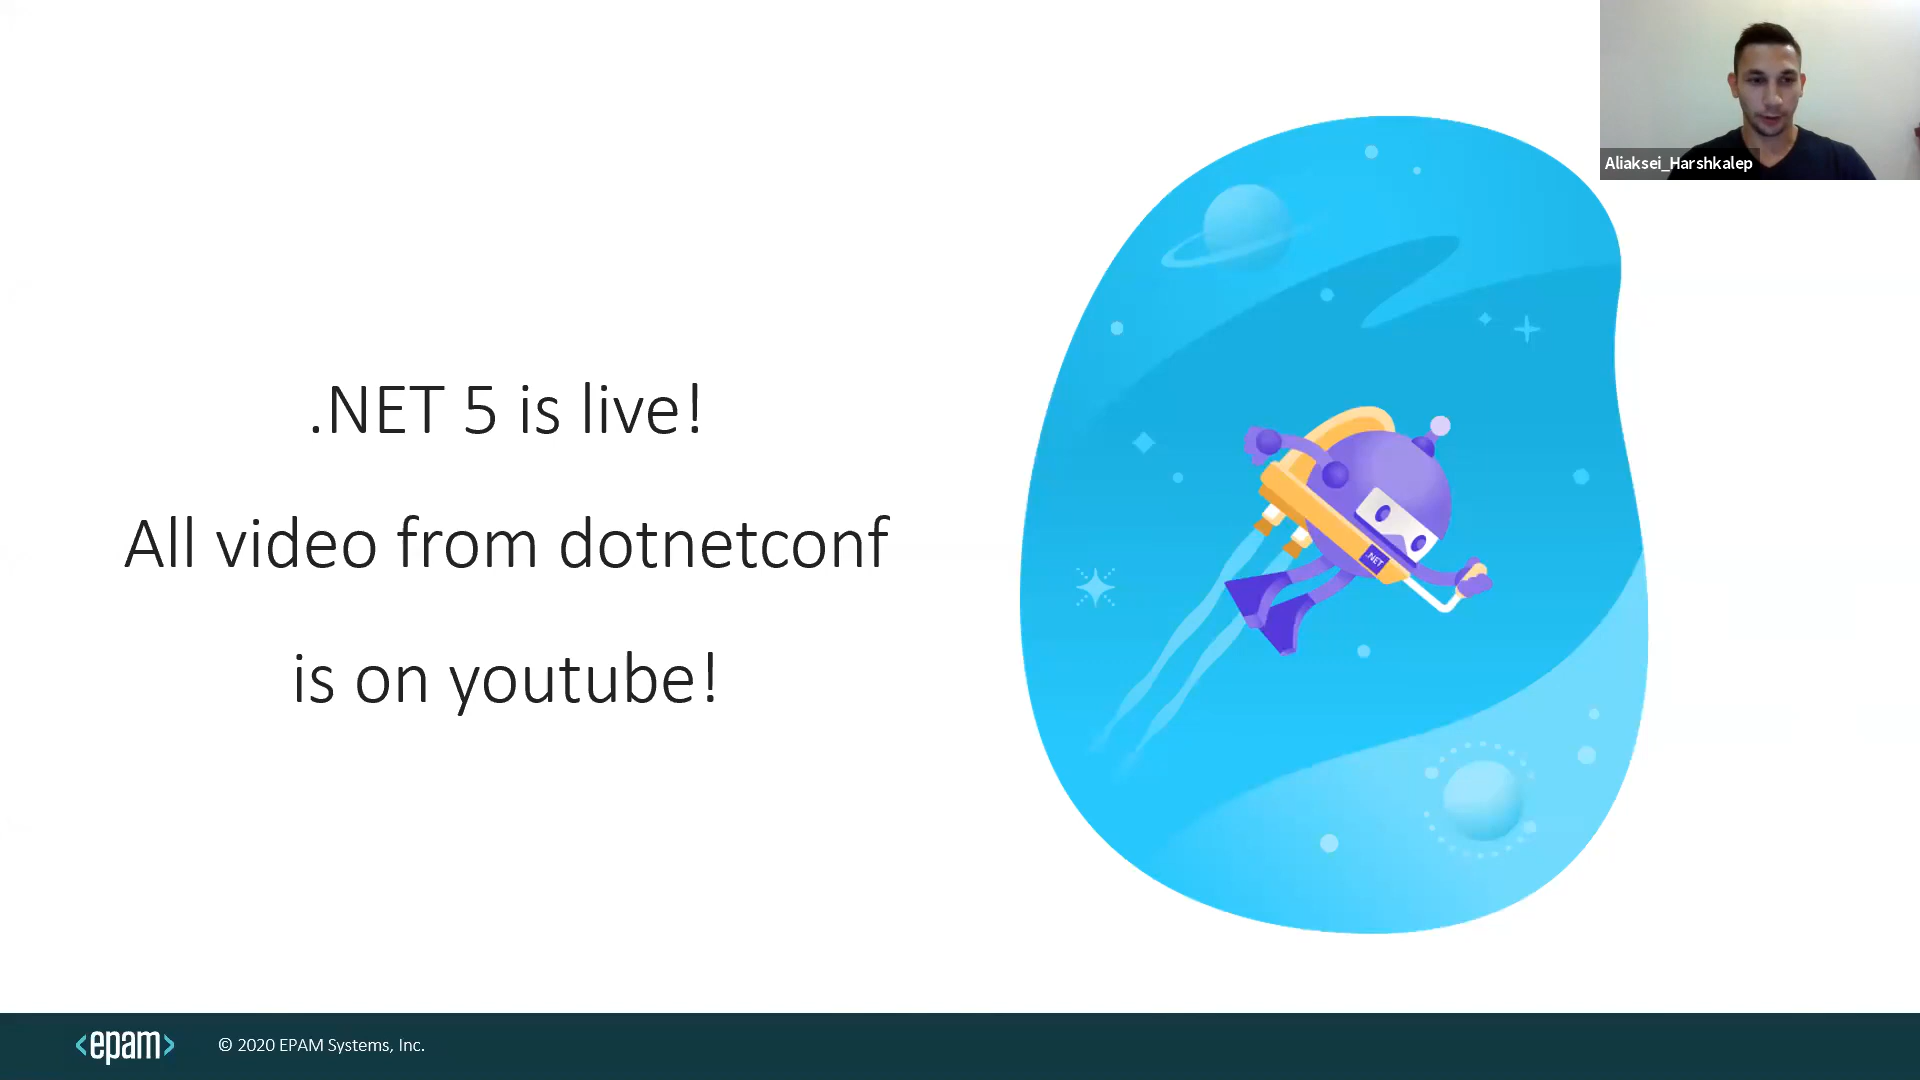 Aliaksei_Harshkalep
.NET 5 is live!
All video from dotnetconf
is on youtube!
.NET
<epam>
© 2020 EPAM Systems, Inc.